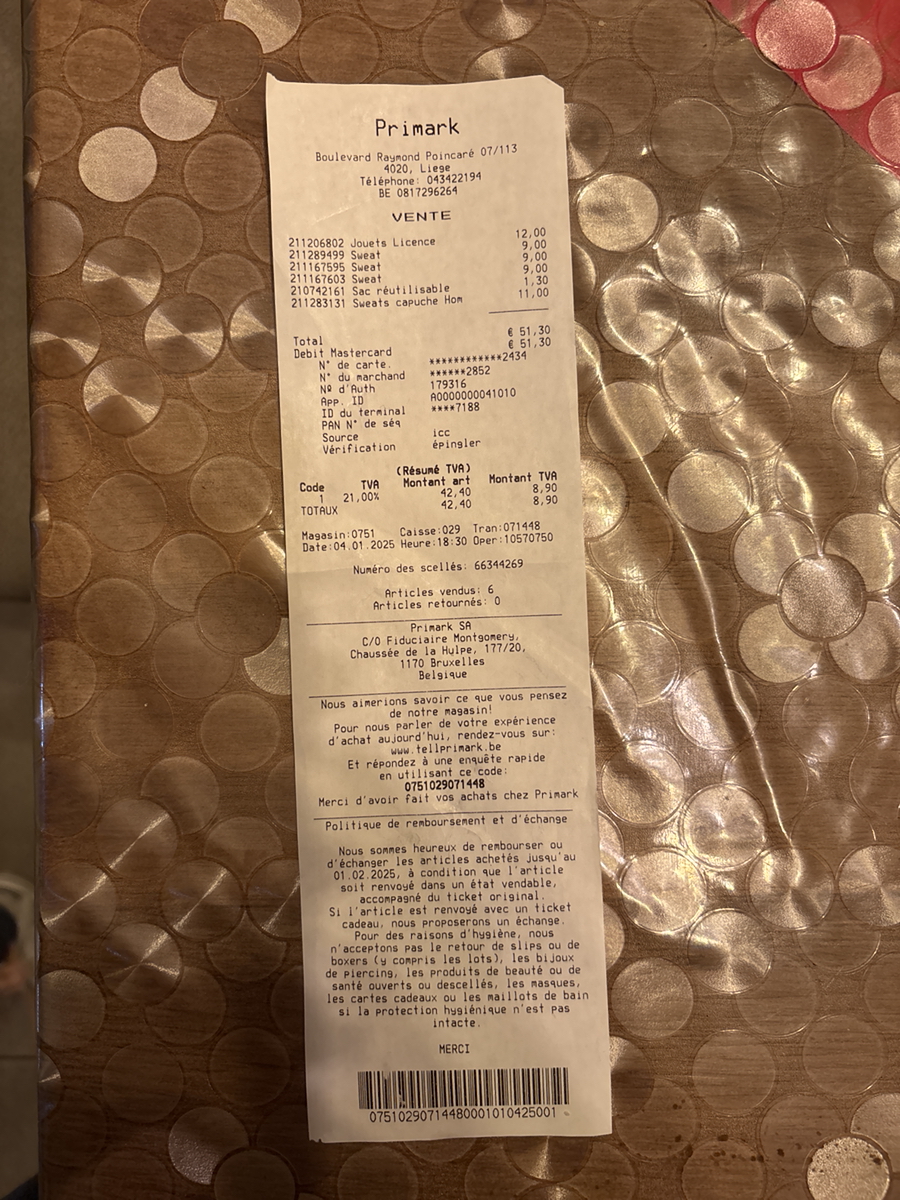 Primark
Boulevard Raymond Poincaré 07/113
4020, Liege
Téléphone: 043422194
BE 0817296264
VENTE
211206802 Jouets Licence 12,00
211289499 Sweat 9,00
211167595 Sweat 9,00
211167603 Sweat 9,00
210742161 Sac réutilisable 1,30
211283131 Sweats capuche Hom 11,00
Total € 51,30
Debit Mastercard € 51,30
N° de carte. ************2434
N° du marchand ******2852
Nº d'Auth 179316
App. ID A0000000041010
ID du terminal ****7188
PAN N° de séq
Source icc
Vérification épingler
(Résumé TVA)
Code TVA Montant art Montant TVA
1 21,00% 42,40 8,90
TOTAUX 42,40 8,90
Magasin:0751 Caisse:029 Tran:071448
Date:04.01.2025 Heure:18:30 Oper:10570750
Numéro des scellés: 66344269
Articles vendus: 6
Articles retournés: 0
Primark SA
C/O Fiduciaire Montgomery,
Chaussée de la Hulpe, 177/20,
1170 Bruxelles
Belgique
Nous aimerions savoir ce que vous pensez
de notre magasin!
Pour nous parler de votre expérience
d'achat aujourd'hui, rendez-vous sur:
www.tellprimark.be
Et répondez à une enquête rapide
en utilisant ce code:
0751029071448
Merci d'avoir fait vos achats chez Primark
Politique de remboursement et d'échange
Nous sommes heureux de rembourser ou
d'échanger les articles achetés jusqu'au
01.02.2025, à condition que l'article
soit renvoyé dans un état vendable,
accompagné du ticket original.
Si l'article est renvoyé avec un ticket
cadeau, nous proposerons un échange.
Pour des raisons d'hygiène, nous
n'acceptons pas le retour de slips ou de
boxers (y compris les lots), les bijoux
de piercing, les produits de beauté ou de
santé ouverts ou descellés, les masques,
les cartes cadeaux ou les maillots de bain
si la protection hygiénique n'est pas
intacte.
MERCI
07510290714480001010425001